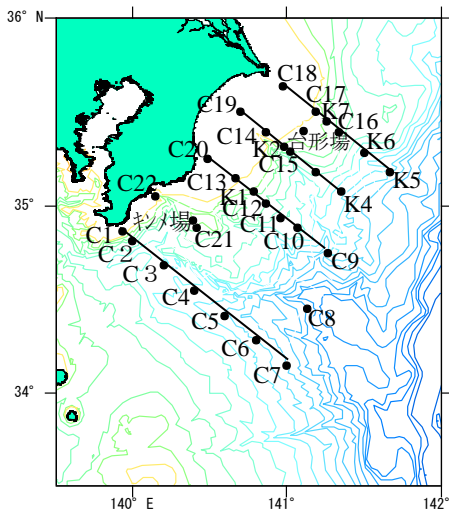 36° N
C18
C17
C19
K7
C16
C14
台形場
K6
K2
C20
C15
K5
C13
K4
C22
K1
C12
35°
ｷﾝﾒ場
C11
C1
C21
C10
C２
C9
C３
C4
C8
C5
C6
C7
34°
140° E
141°
142°